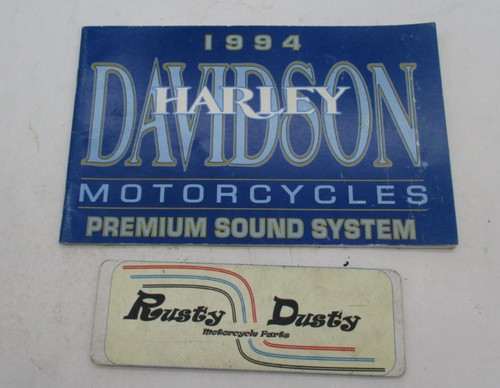 1994
HARLEY
DAVIDSON
MOTORCYCLES
PREMIUM SOUND SYSTEM
Rusty Dusty
Motorcycle Parts